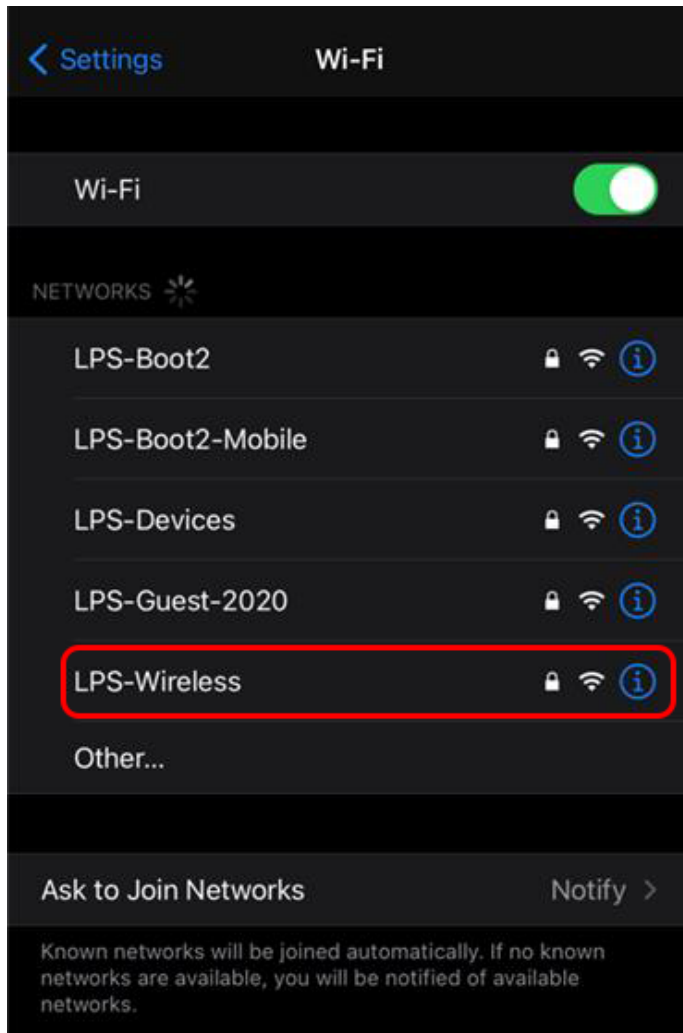 Settings Wi-Fi
Wi-Fi
NETWORKS
LPS-Boot2
LPS-Boot2-Mobile
LPS-Devices
LPS-Guest-2020
LPS-Wireless
Other...
Ask to Join Networks Notify
Known networks will be joined automatically. If no known
networks are available, you will be notified of available
networks.